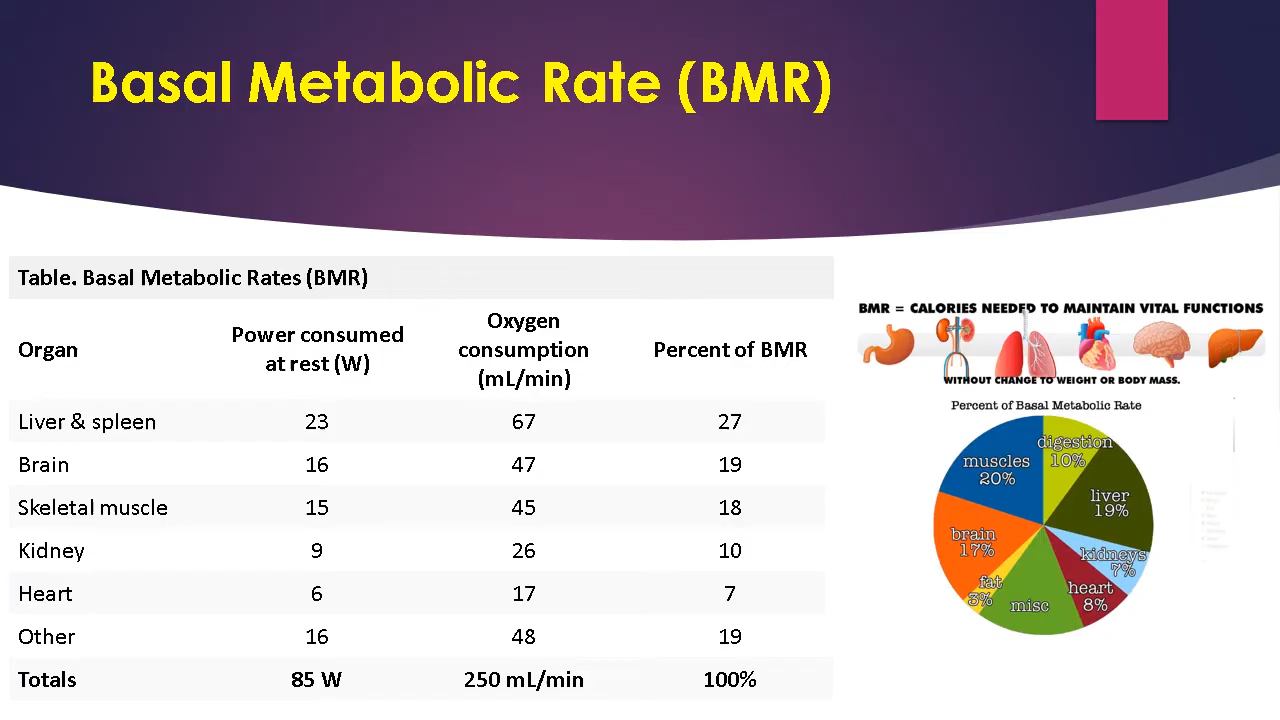 Basal Metabolic Rate (BMR)
Table. Basal Metabolic Rates (BMR)
Organ Power consumed at rest (W) Oxygen consumption (mL/min) Percent of BMR
Liver & spleen 23 67 27
Brain 16 47 19
Skeletal muscle 15 45 18
Kidney 9 26 10
Heart 6 17 7
Other 16 48 19
Totals 85 W 250 mL/min 100%
BMR = CALORIES NEEDED TO MAINTAIN VITAL FUNCTIONS
WITHOUT CHANGE TO WEIGHT OR BODY MASS.
Percent of Basal Metabolic Rate
digestion
10%
muscles
20%
liver
19%
brain
17%
kidneys
7%
fat
3%
heart
8%
misc